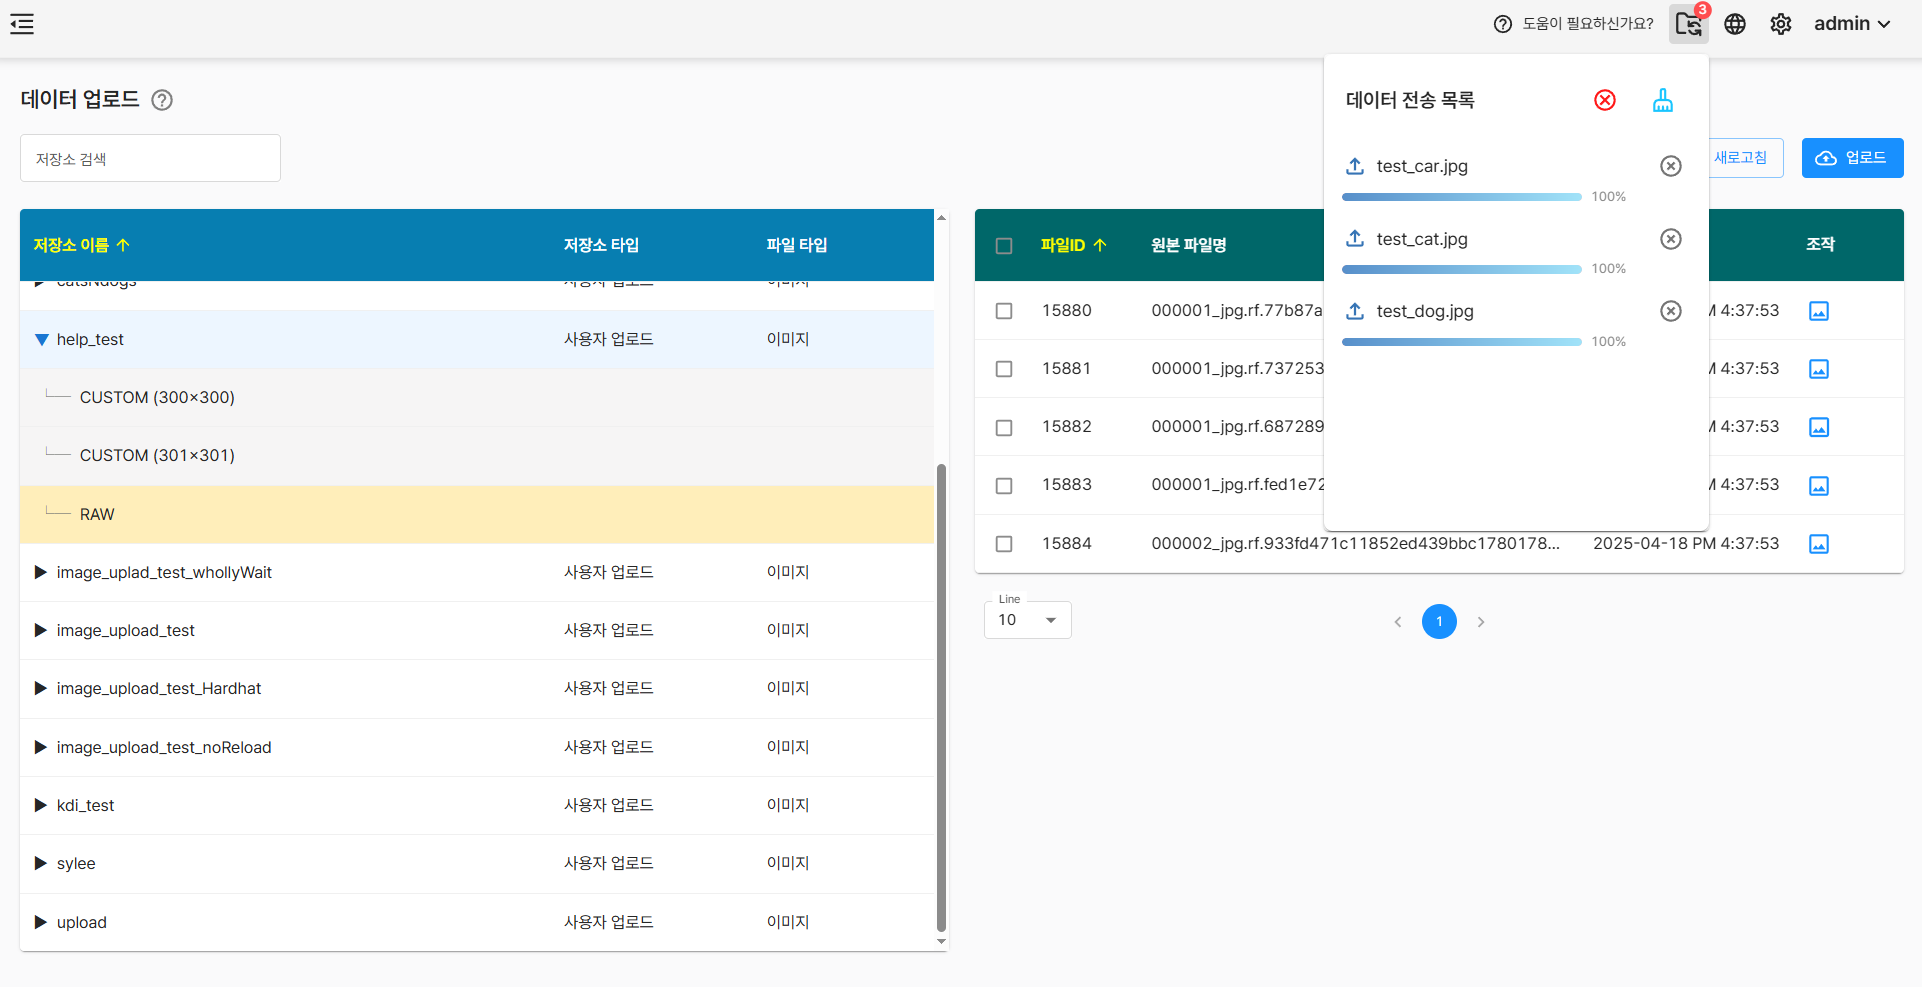 도움이 필요하신가요?
3
admin
데이터 업로드
저장소 검색
새로고침
업로드
데이터 전송 목록
test_car.jpg
100%
test_cat.jpg
100%
test_dog.jpg
100%
저장소 이름
저장소 타입
파일 타입
catsNdogs
사용자 업로드
이미지
help_test
사용자 업로드
이미지
CUSTOM (300×300)
CUSTOM (301×301)
RAW
image_uplad_test_whollyWait
사용자 업로드
이미지
image_upload_test
사용자 업로드
이미지
image_upload_test_Hardhat
사용자 업로드
이미지
image_upload_test_noReload
사용자 업로드
이미지
kdi_test
사용자 업로드
이미지
sylee
사용자 업로드
이미지
upload
사용자 업로드
이미지
파일ID
원본 파일명
조작
15880
000001_jpg.rf.77b87a
4:37:53
15881
000001_jpg.rf.737253
4:37:53
15882
000001_jpg.rf.687289
4:37:53
15883
000001_jpg.rf.fed1e72
4:37:53
15884
000002_jpg.rf.933fd471c11852ed439bbc1780178...
2025-04-18 PM 4:37:53
Line
10
1